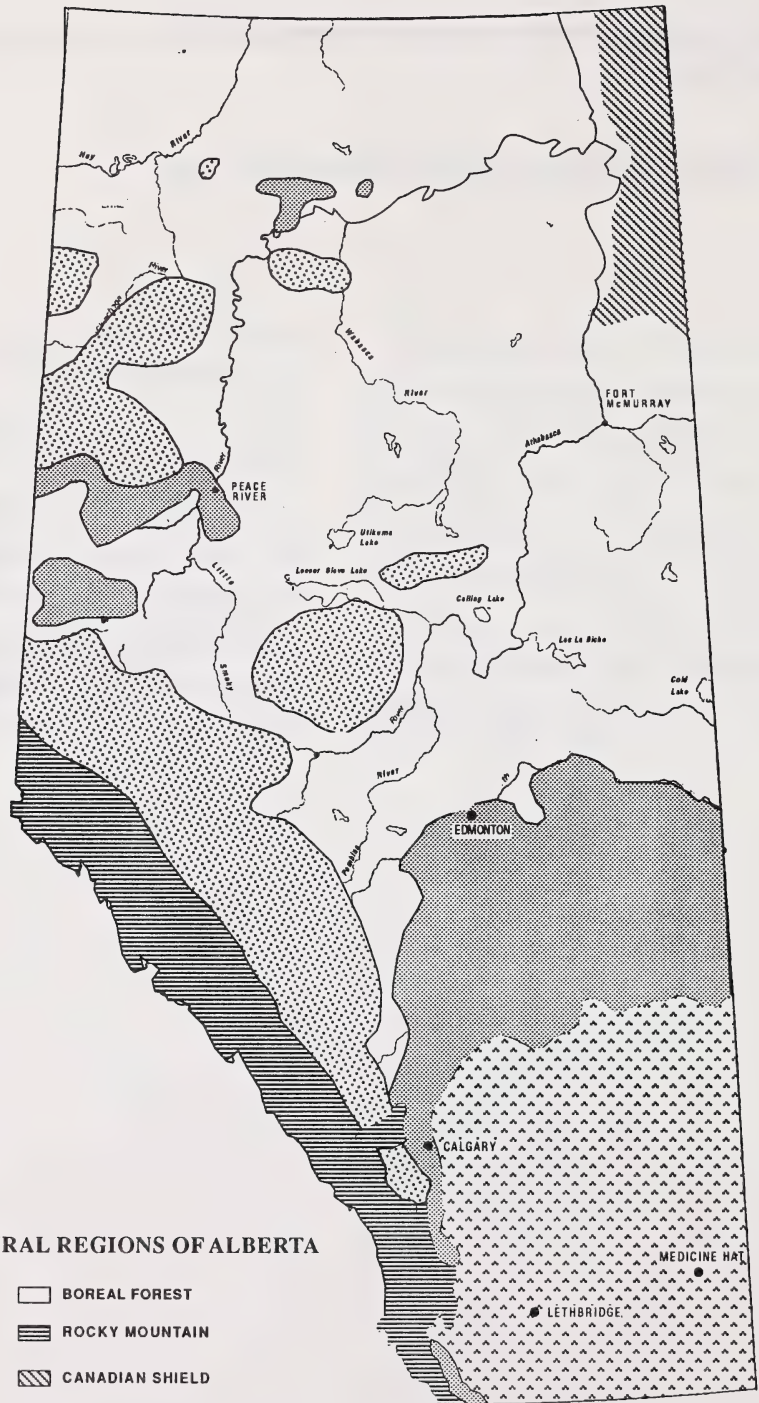 Hay
River
River
Wabasca
River
FORT
McMURRAY
Athabasca
River
PEACE
RIVER
Utikuma
Lake
Lesser Slave Lake
Little
Smoky
Calling Lake
Lac La Biche
Cold
Lake
River
River
Pembina
EDMONTON
CALGARY
MEDICINE HAT
LETHBRIDGE
RAL REGIONS OF ALBERTA
BOREAL FOREST
ROCKY MOUNTAIN
CANADIAN SHIELD